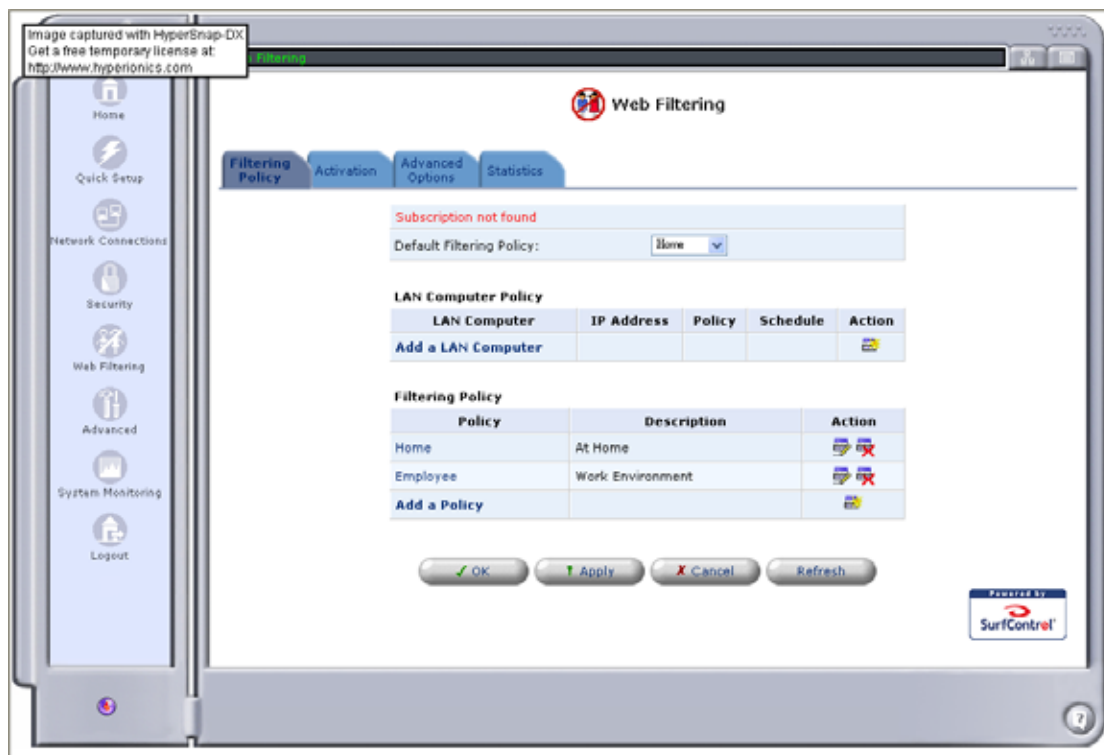 Image captured with HyperSnap-DX
Get a free temporary license at:
http://www.hyperionics.com
Filtering
Home
Quick Setup
Network Connections
Security
Web Filtering
Advanced
System Monitoring
Logout
Web Filtering
Filtering Policy
Activation
Advanced Options
Statistics
Subscription not found
Default Filtering Policy:
LAN Computer Policy
LAN Computer IP Address Policy Schedule Action
Add a LAN Computer
Filtering Policy
Policy Description Action
Home At Home
Employee Work Environment
Add a Policy
OK Apply Cancel Refresh
Powered by
SurfControl
?